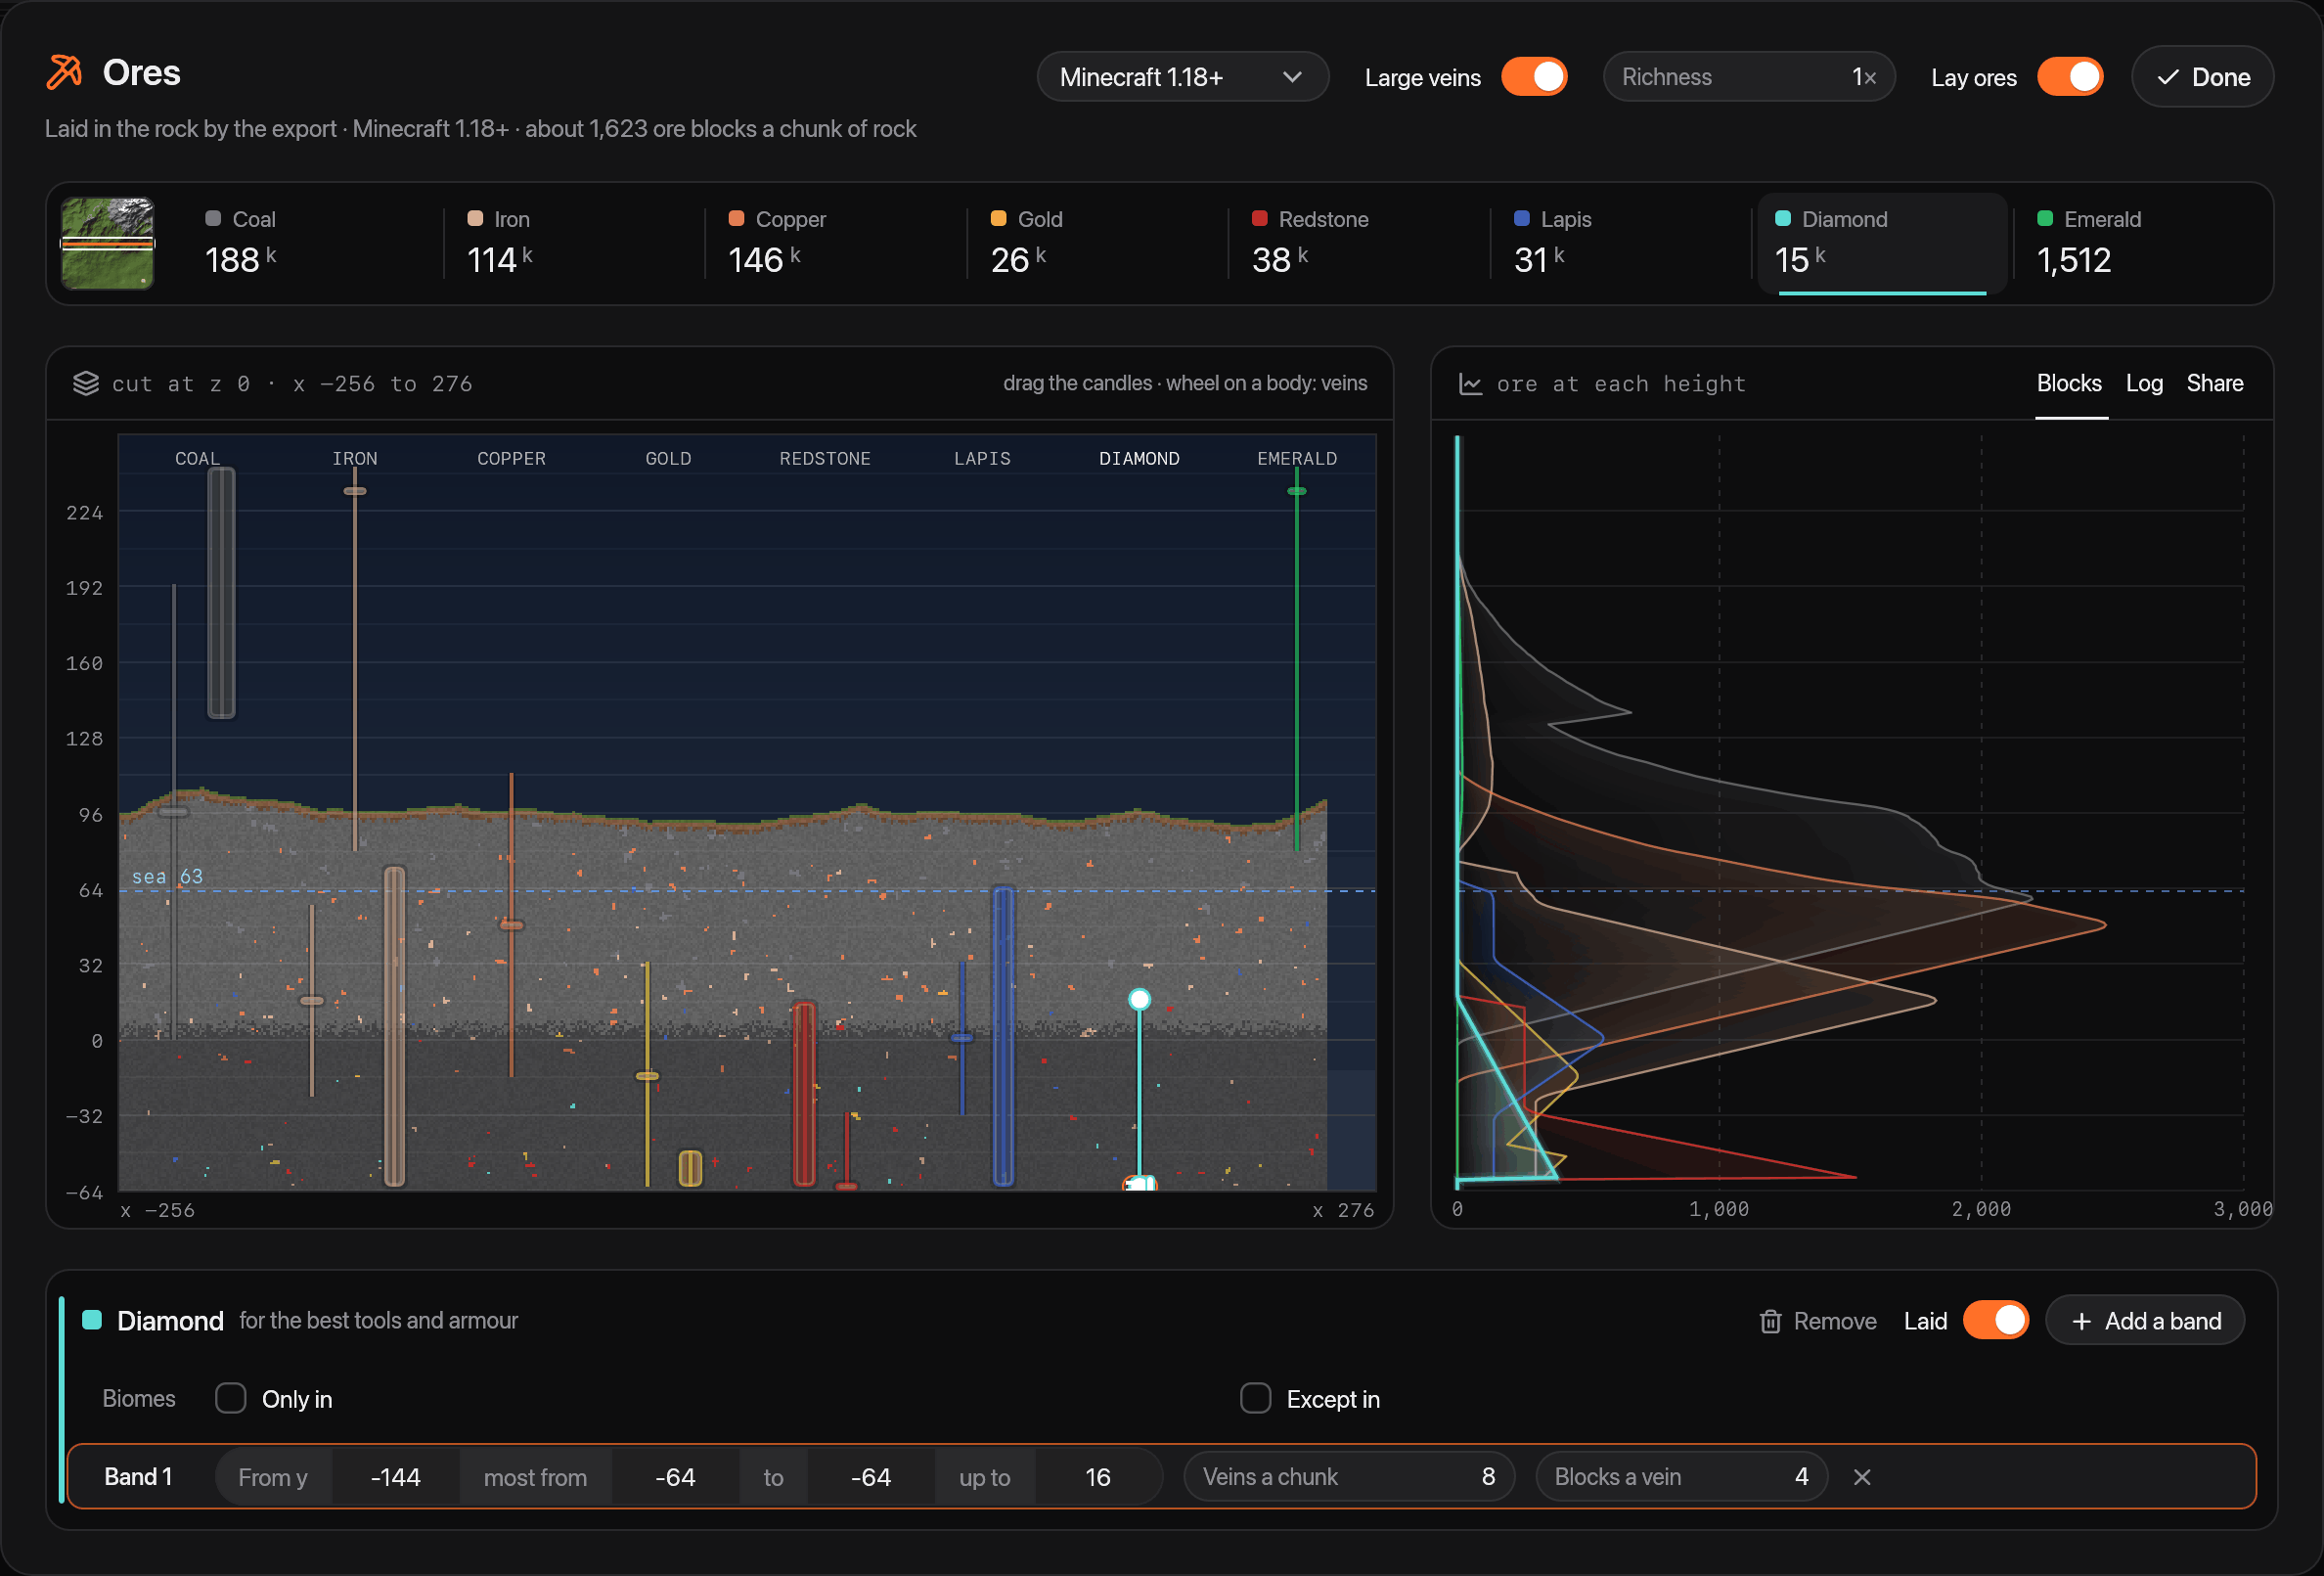 Ores
Minecraft 1.18+
Large veins
Richness 1×
Lay ores
Done
Laid in the rock by the export · Minecraft 1.18+ · about 1,623 ore blocks a chunk of rock
Coal
188 k
Iron
114 k
Copper
146 k
Gold
26 k
Redstone
38 k
Lapis
31 k
Diamond
15 k
Emerald
1,512
cut at z 0 · x −256 to 276
drag the candles · wheel on a body: veins
COAL IRON COPPER GOLD REDSTONE LAPIS DIAMOND EMERALD
224
192
160
128
96
sea 63
64
32
0
−32
−64
x −256
x 276
ore at each height
Blocks Log Share
0 1,000 2,000 3,000
Diamond for the best tools and armour
Remove
Laid
+ Add a band
Biomes
Only in
Except in
Band 1 From y -144 most from -64 to -64 up to 16 Veins a chunk 8 Blocks a vein 4 ×